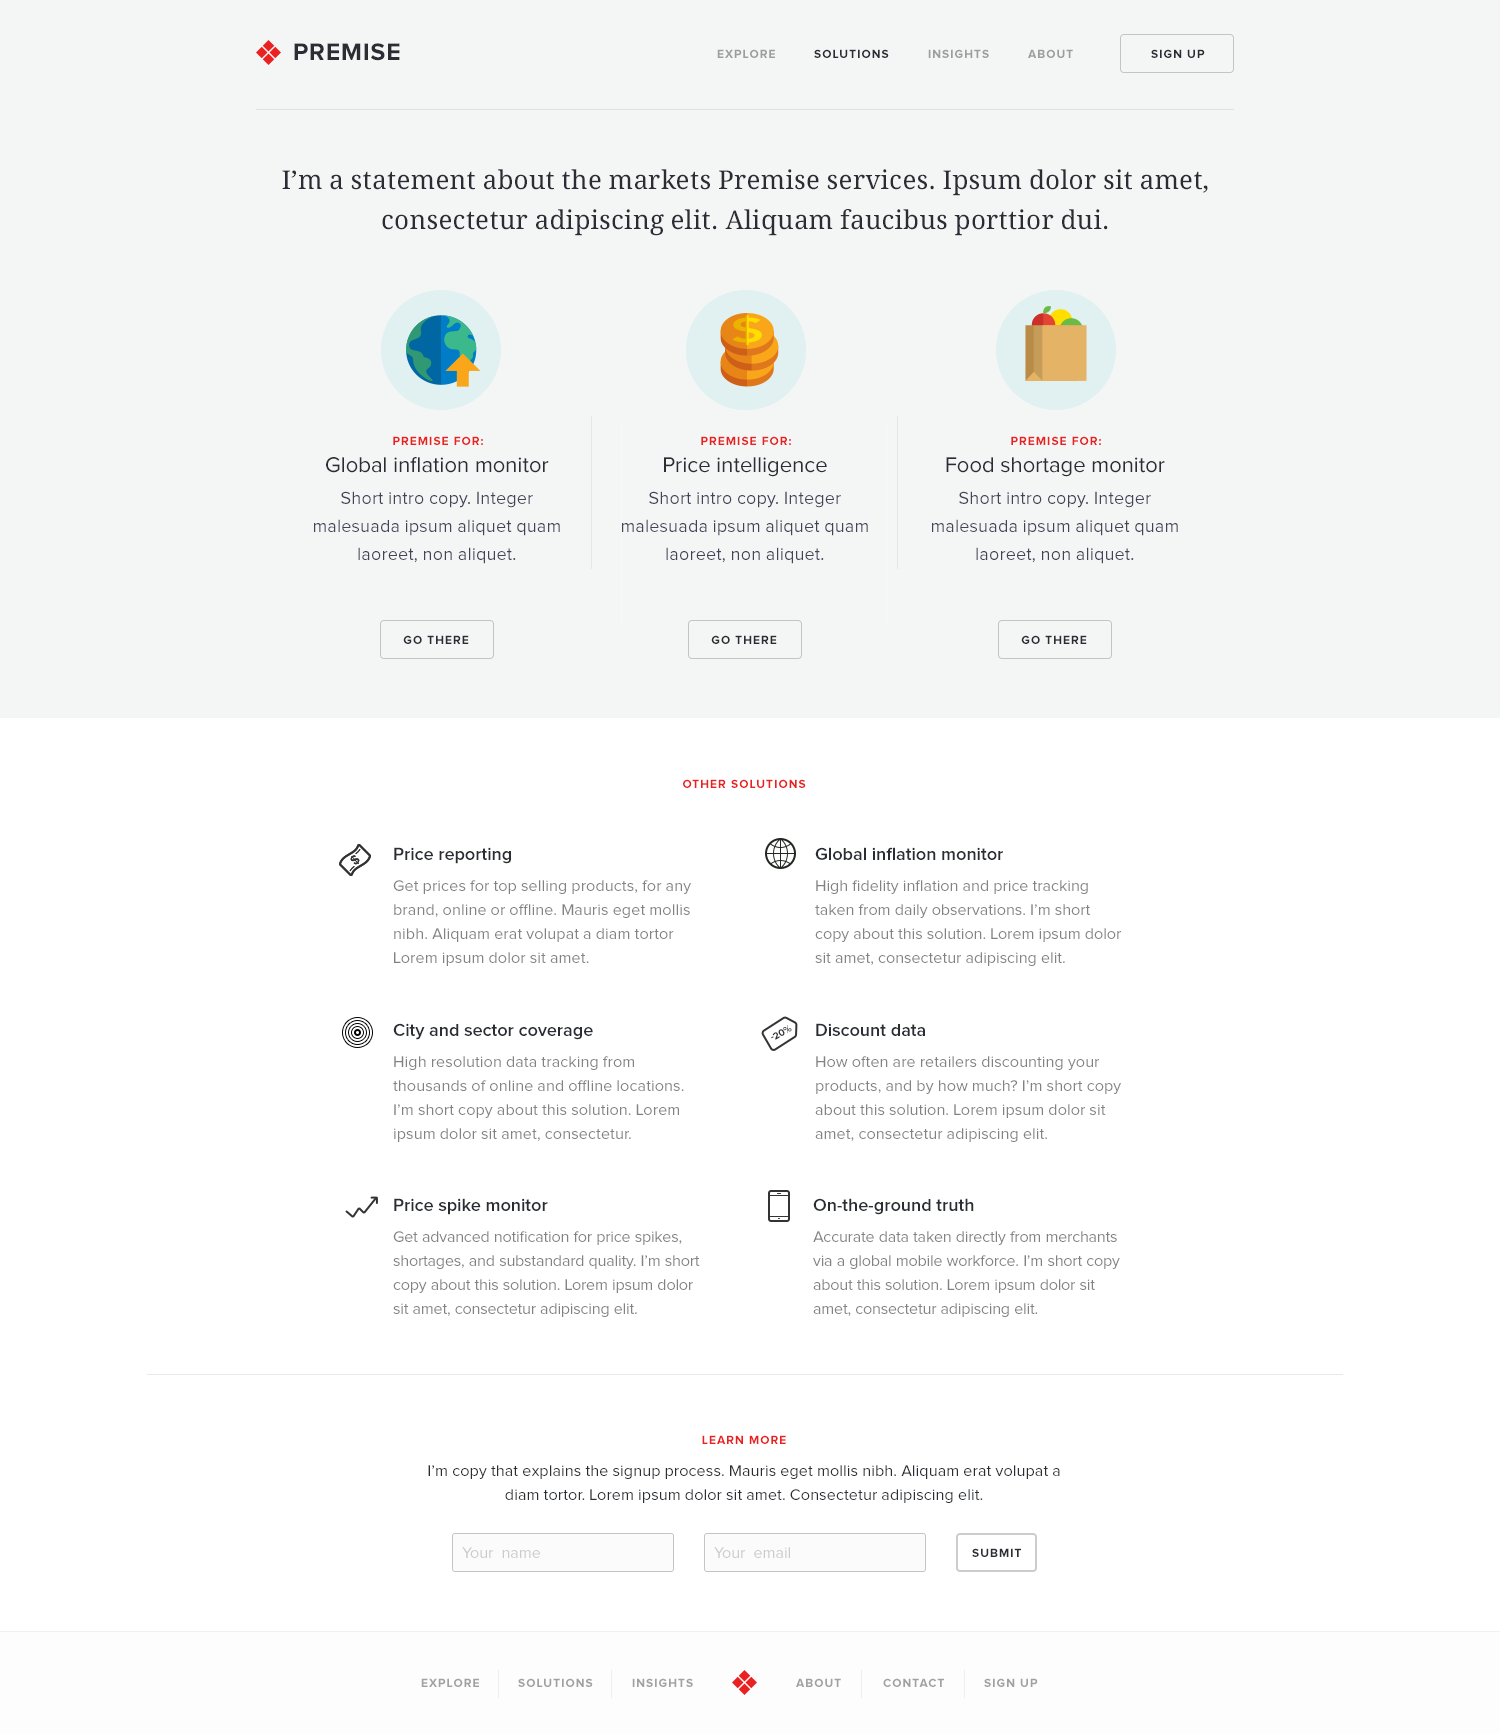 PREMISE
EXPLORE SOLUTIONS INSIGHTS ABOUT SIGN UP
I'm a statement about the markets Premise services. Ipsum dolor sit amet,
consectetur adipiscing elit. Aliquam faucibus porttior dui.
$
PREMISE FOR:
Global inflation monitor
Short intro copy. Integer
malesuada ipsum aliquet quam
laoreet, non aliquet.
GO THERE
PREMISE FOR:
Price intelligence
Short intro copy. Integer
malesuada ipsum aliquet quam
laoreet, non aliquet.
GO THERE
PREMISE FOR:
Food shortage monitor
Short intro copy. Integer
malesuada ipsum aliquet quam
laoreet, non aliquet.
GO THERE
OTHER SOLUTIONS
$
Price reporting
Get prices for top selling products, for any
brand, online or offline. Mauris eget mollis
nibh. Aliquam erat volupat a diam tortor
Lorem ipsum dolor sit amet.
Global inflation monitor
High fidelity inflation and price tracking
taken from daily observations. I'm short
copy about this solution. Lorem ipsum dolor
sit amet, consectetur adipiscing elit.
City and sector coverage
High resolution data tracking from
thousands of online and offline locations.
I'm short copy about this solution. Lorem
ipsum dolor sit amet, consectetur.
-20%
Discount data
How often are retailers discounting your
products, and by how much? I'm short copy
about this solution. Lorem ipsum dolor sit
amet, consectetur adipiscing elit.
Price spike monitor
Get advanced notification for price spikes,
shortages, and substandard quality. I'm short
copy about this solution. Lorem ipsum dolor
sit amet, consectetur adipiscing elit.
On-the-ground truth
Accurate data taken directly from merchants
via a global mobile workforce. I'm short copy
about this solution. Lorem ipsum dolor sit
amet, consectetur adipiscing elit.
LEARN MORE
I'm copy that explains the signup process. Mauris eget mollis nibh. Aliquam erat volupat a
diam tortor. Lorem ipsum dolor sit amet. Consectetur adipiscing elit.
Your name Your email SUBMIT
EXPLORE SOLUTIONS INSIGHTS ABOUT CONTACT SIGN UP